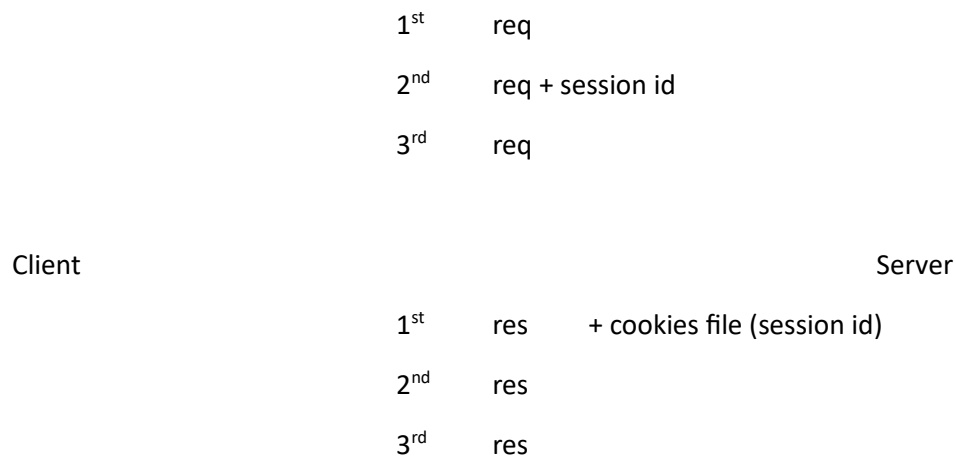 1st req
2nd req + session id
3rd req
Client Server
1st res + cookies file (session id)
2nd res
3rd res